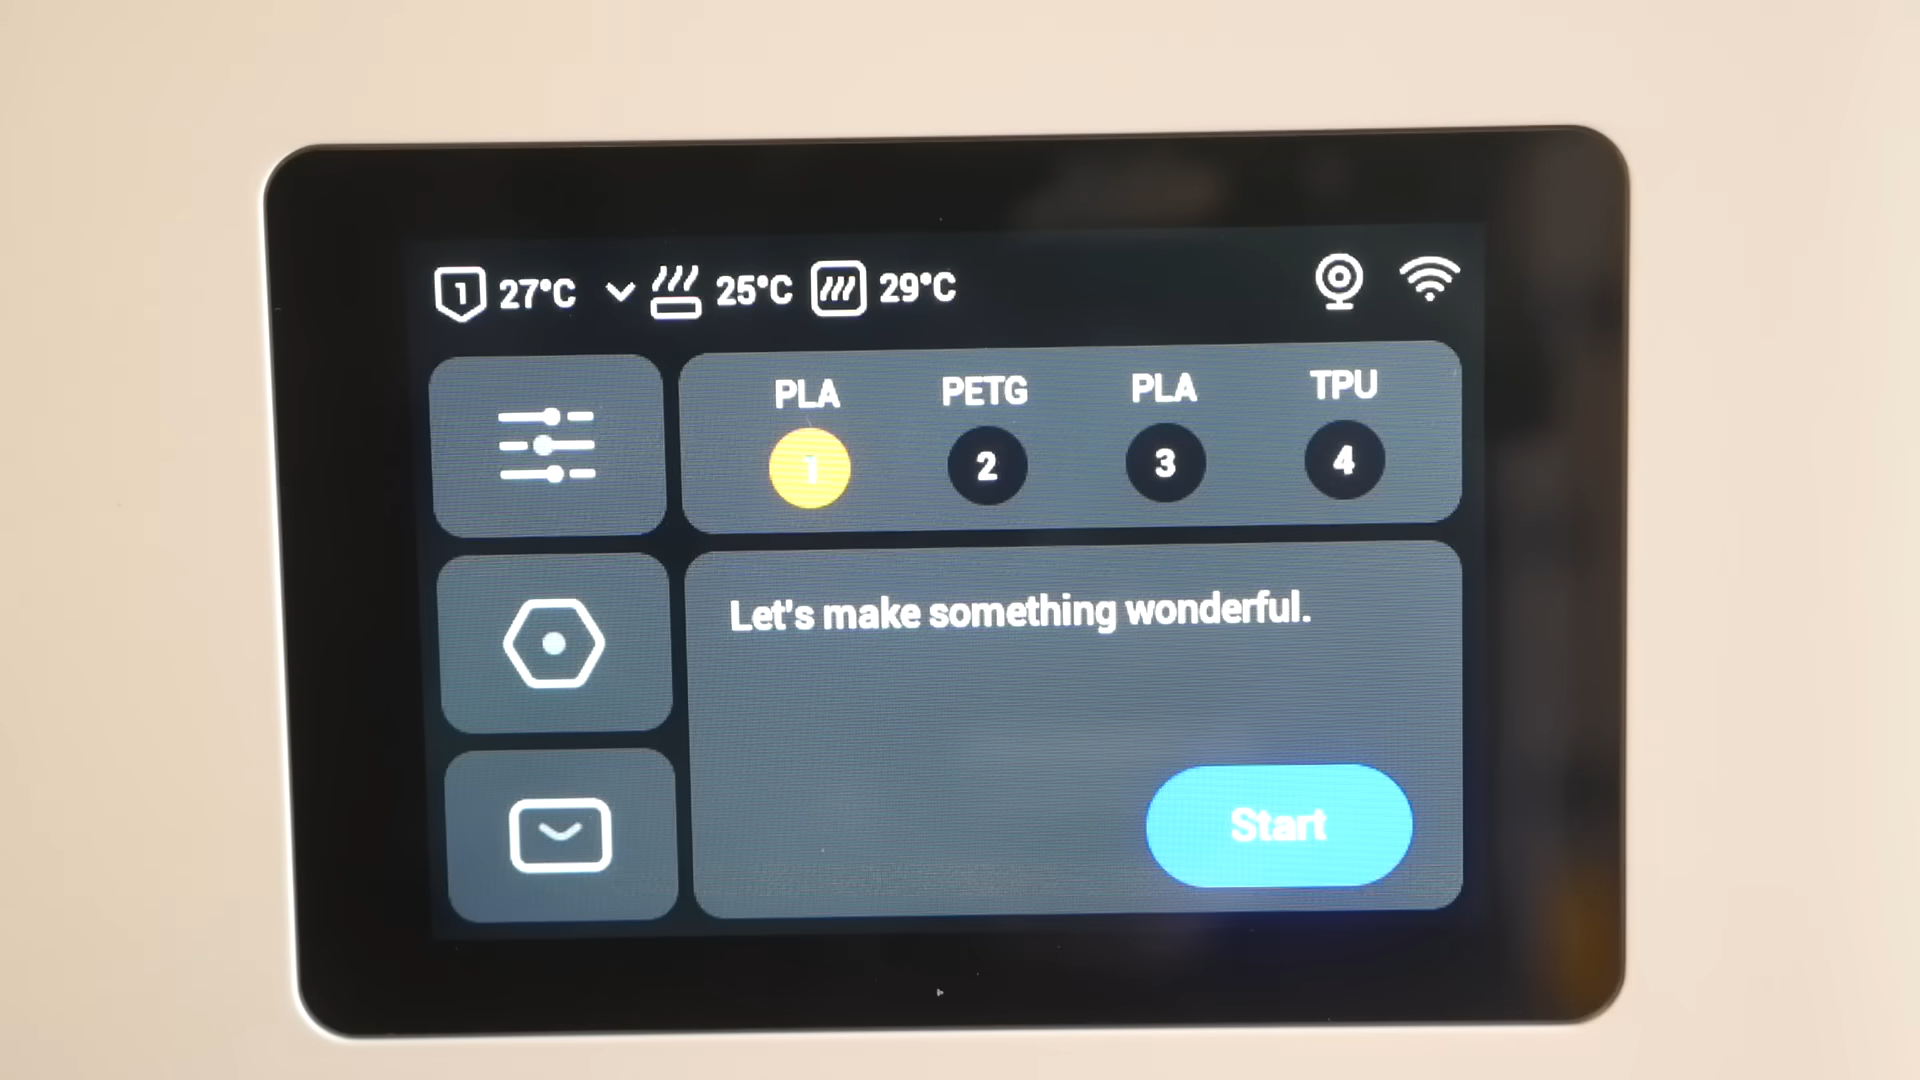 1 27°C 25°C 29°C
PLA PETG PLA TPU
1 2 3 4
Let's make something wonderful.
Start